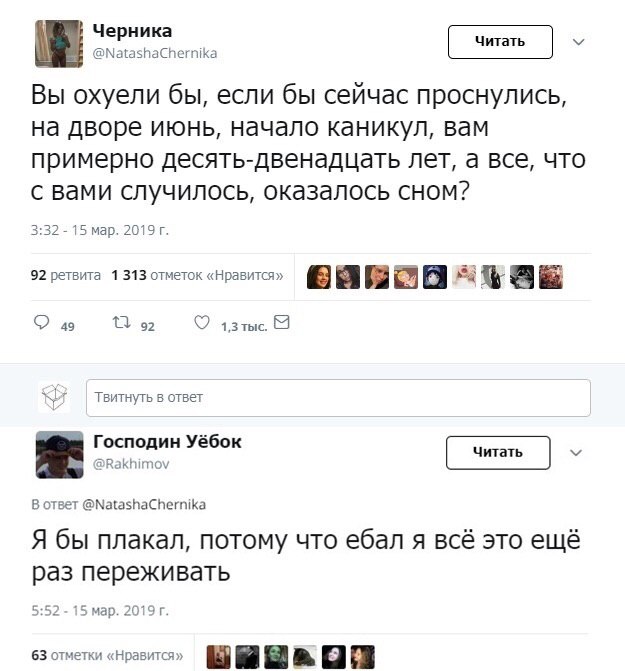 Черника
@NatashaChernika
Читать
Вы охуели бы, если бы сейчас проснулись,
на дворе июнь, начало каникул, вам
примерно десять-двенадцать лет, а все, что
с вами случилось, оказалось сном?
3:32 - 15 мар. 2019 г.
92 ретвита 1 313 отметок «Нравится»
49 92 1,3 тыс.
Твитнуть в ответ
Господин Уёбок
@Rakhimov
Читать
В ответ @NatashaChernika
Я бы плакал, потому что ебал я всё это ещё
раз переживать
5:52 - 15 мар. 2019 г.
63 отметки «Нравится»